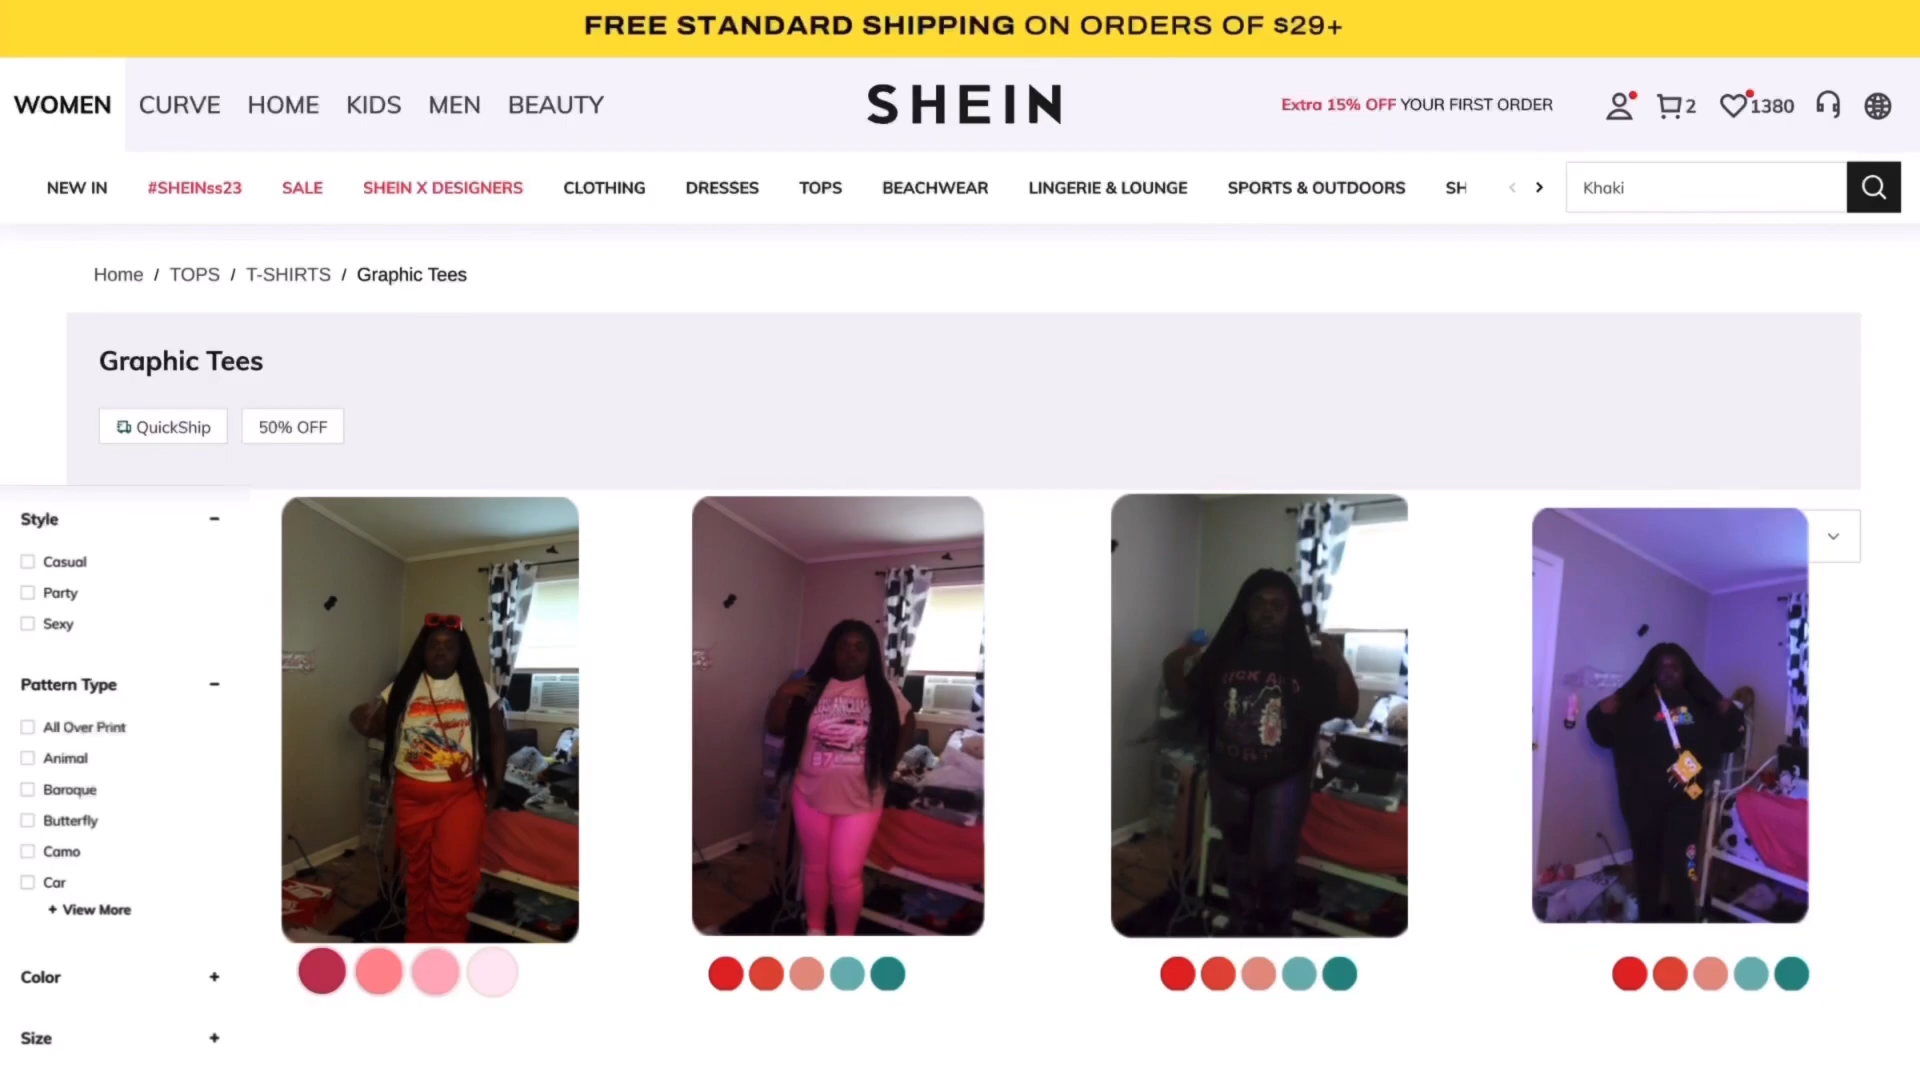 FREE STANDARD SHIPPING ON ORDERS OF $29+
WOMEN CURVE HOME KIDS MEN BEAUTY SHEIN Extra 15% OFF YOUR FIRST ORDER 2 1380
NEW IN #SHEINss23 SALE SHEIN X DESIGNERS CLOTHING DRESSES TOPS BEACHWEAR LINGERIE & LOUNGE SPORTS & OUTDOORS SH Khaki
Home / TOPS / T-SHIRTS / Graphic Tees
Graphic Tees
QuickShip 50% OFF
Style -
Casual
Party
Sexy
Pattern Type -
All Over Print
Animal
Baroque
Butterfly
Camo
Car
+ View More
Color +
Size +